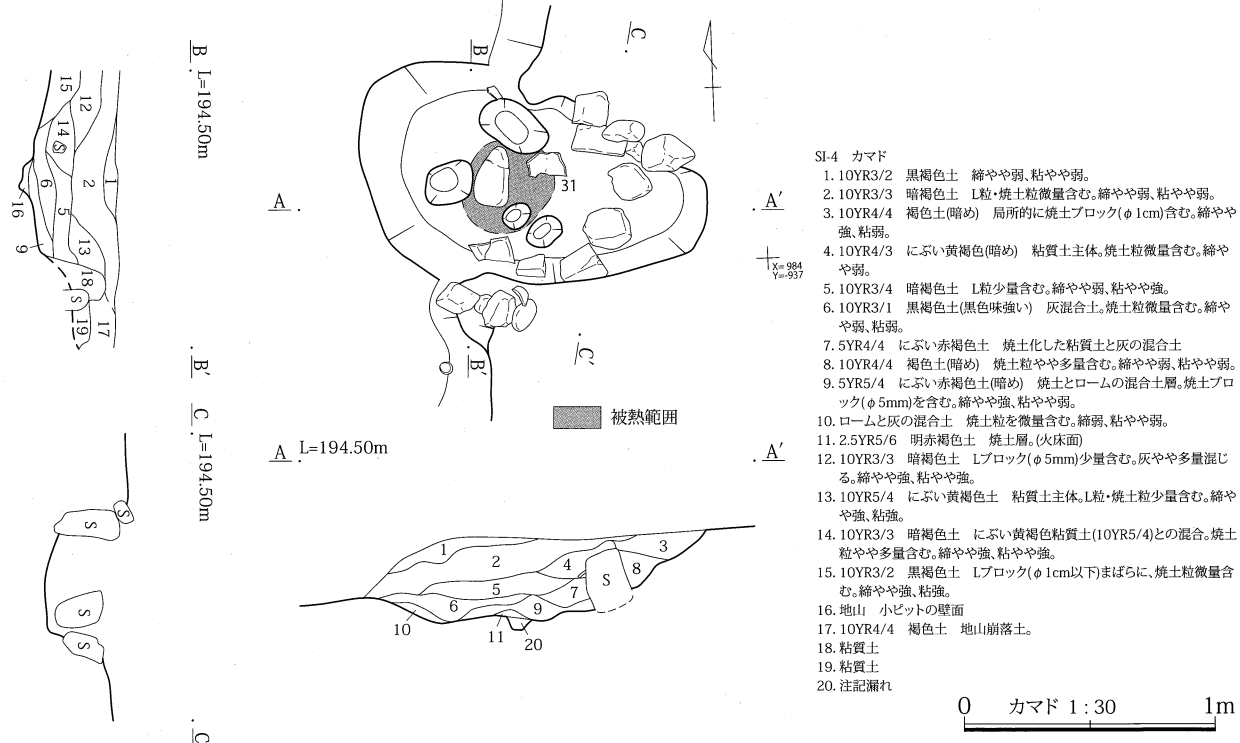 B L=194.50m
15
12
14 S
1
2
6
5
16
9
13
18
S
19
17
B′
C L=194.50m
S
S
S
S
C
B
C
31
A
A′
X= 984
Y=-937
B′
C′
被熱範囲
A L=194.50m
A′
1
2
3
4
5
6
7
8
9
S
10
11
20
SI-4 カマド
1. 10YR3/2 黒褐色土 締やや弱、粘やや弱。
2. 10YR3/3 暗褐色土 L粒・焼土粒微量含む。締やや弱、粘やや弱。
3. 10YR4/4 褐色土(暗め) 局所的に焼土ブロック(φ1cm)含む。締やや
強、粘弱。
4. 10YR4/3 にぶい黄褐色(暗め) 粘質土主体。焼土粒微量含む。締や
や弱。
5. 10YR3/4 暗褐色土 L粒少量含む。締やや弱、粘やや強。
6. 10YR3/1 黒褐色土(黒色味強い) 灰混合土。焼土粒微量含む。締や
や弱、粘弱。
7. 5YR4/4 にぶい赤褐色土 焼土化した粘質土と灰の混合土
8. 10YR4/4 褐色土(暗め) 焼土粒やや多量含む。締やや弱、粘やや弱。
9. 5YR5/4 にぶい赤褐色土(暗め) 焼土とロームの混合土層。焼土ブロ
ック(φ5mm)を含む。締やや強、粘やや弱。
10. ロームと灰の混合土 焼土粒を微量含む。締弱、粘やや弱。
11. 2.5YR5/6 明赤褐色土 焼土層。(火床面)
12. 10YR3/3 暗褐色土 Lブロック(φ5mm)少量含む。灰やや多量混じ
る。締やや強、粘やや強。
13. 10YR5/4 にぶい黄褐色土 粘質土主体。L粒・焼土粒少量含む。締や
や強、粘強。
14. 10YR3/3 暗褐色土 にぶい黄褐色粘質土(10YR5/4)との混合。焼土
粒やや多量含む。締やや強、粘やや強。
15. 10YR3/2 黒褐色土 Lブロック(φ1cm以下)まばらに、焼土粒微量含
む。締やや強、粘強。
16. 地山 小ピットの壁面
17. 10YR4/4 褐色土 地山崩落土。
18. 粘質土
19. 粘質土
20. 注記漏れ
0 カマド 1：30 1m